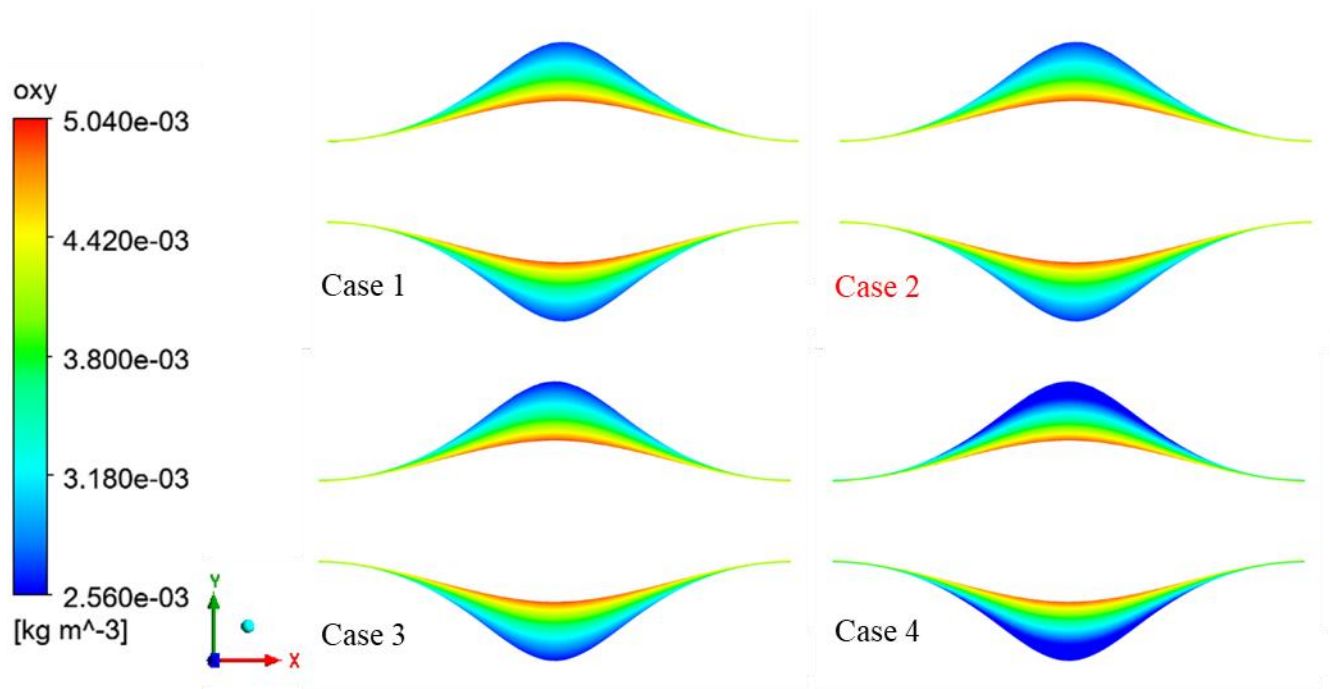 oxy
5.040e-03
4.420e-03
3.800e-03
3.180e-03
2.560e-03
[kg m^-3]
Y
X
Case 1
Case 2
Case 3
Case 4